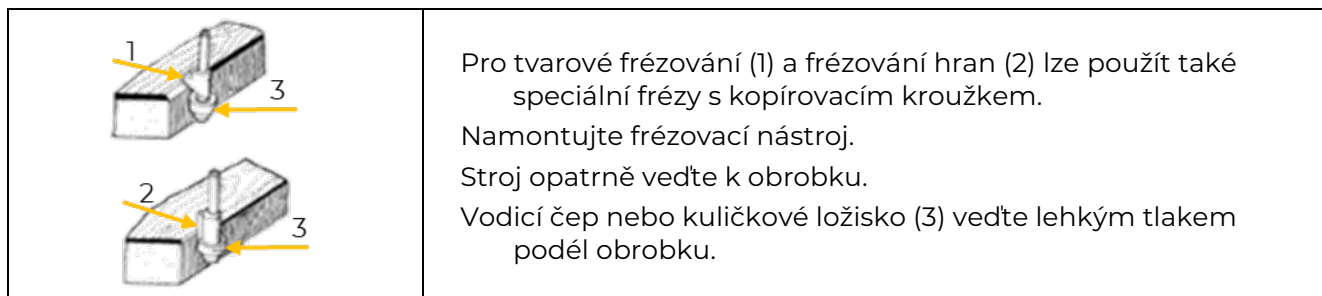 1
3
2
3
Pro tvarové frézování (1) a frézování hran (2) lze použít také
speciální frézy s kopírovacím kroužkem.
Namontujte frézovací nástroj.
Stroj opatrně veďte k obrobku.
Vodicí čep nebo kuličkové ložisko (3) veďte lehkým tlakem
podél obrobku.